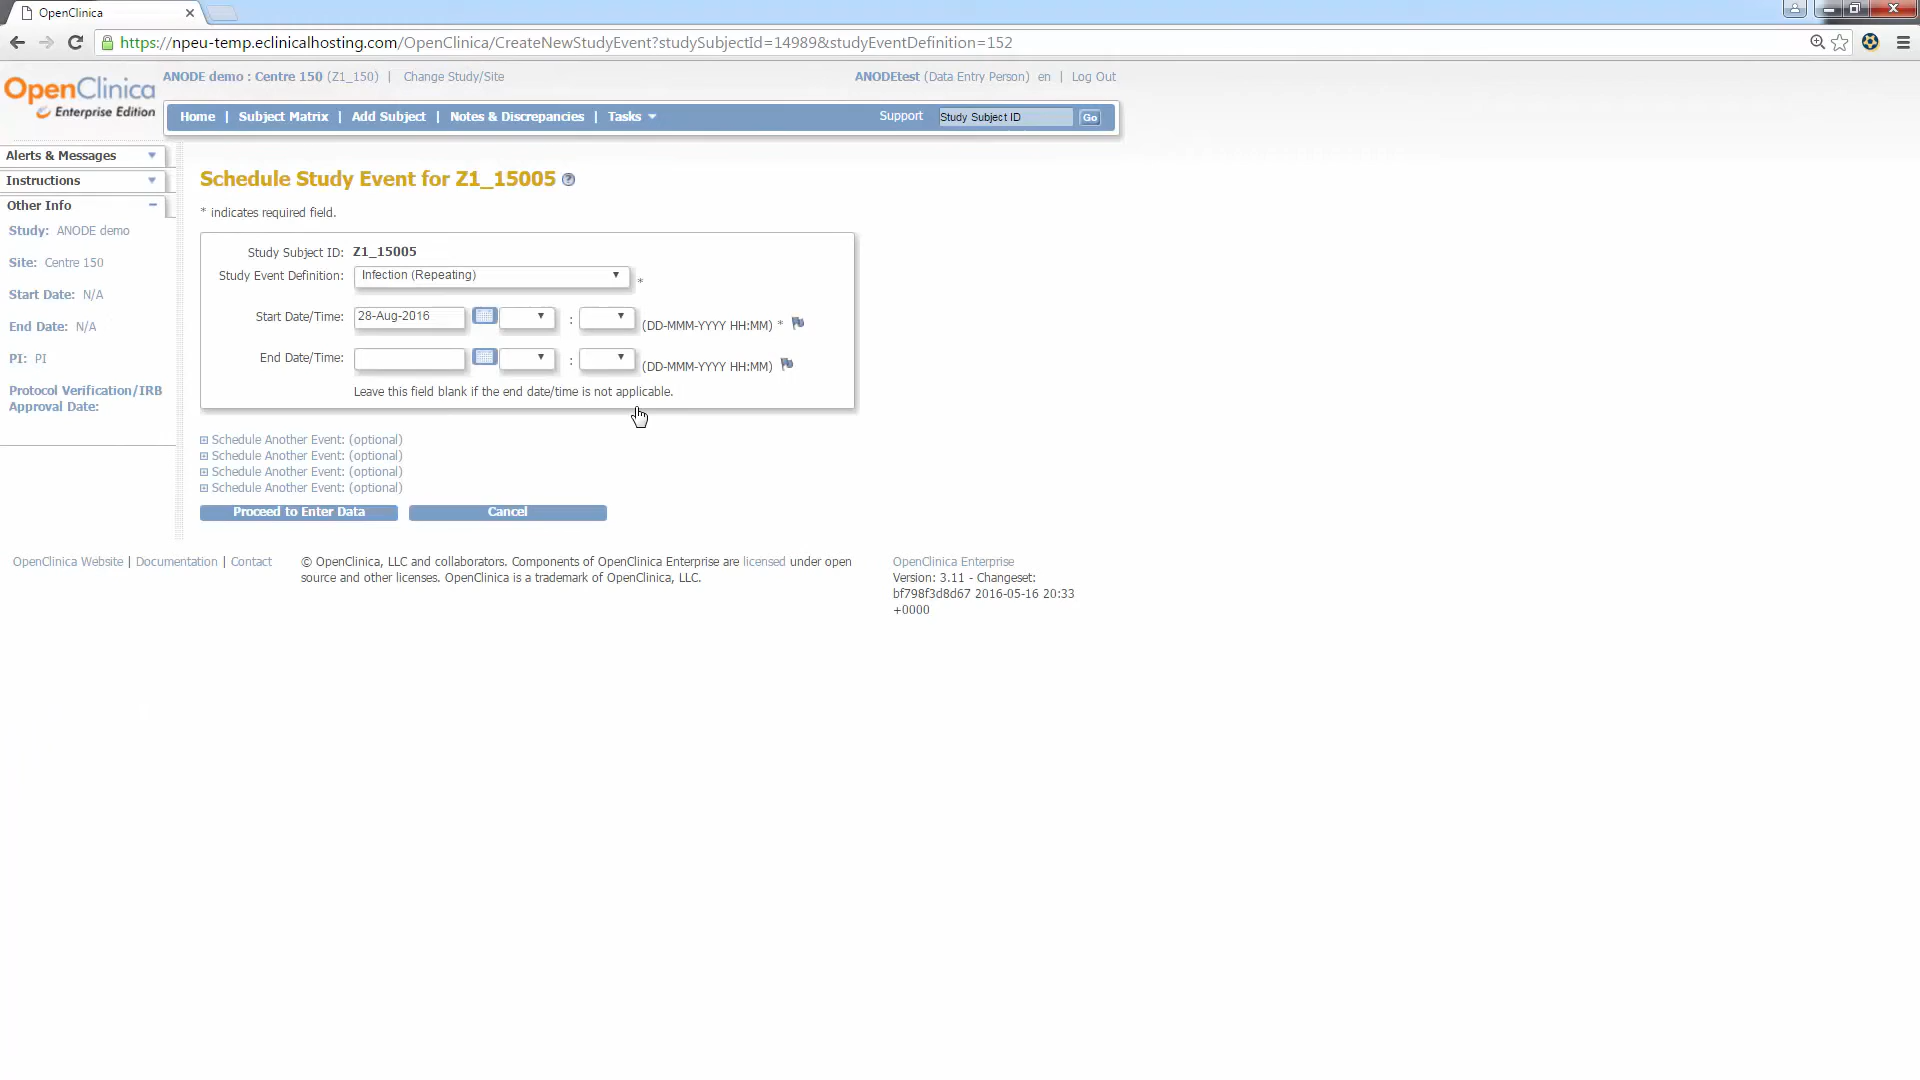 OpenClinica
https://npeu-temp.eclinicalhosting.com/OpenClinica/CreateNewStudyEvent?studySubjectId=14989&studyEventDefinition=152
OpenClinica
Enterprise Edition
ANODE demo : Centre 150 (Z1_150) | Change Study/Site
ANODEtest (Data Entry Person) en | Log Out
Home | Subject Matrix | Add Subject | Notes & Discrepancies | Tasks
Support Study Subject ID Go
Alerts & Messages
Instructions
Other Info
Study: ANODE demo
Site: Centre 150
Start Date: N/A
End Date: N/A
PI: PI
Protocol Verification/IRB
Approval Date:
Schedule Study Event for Z1_15005 ?
* indicates required field.
Study Subject ID: Z1_15005
Study Event Definition: Infection (Repeating) *
Start Date/Time: 28-Aug-2016 : (DD-MMM-YYYY HH:MM) *
End Date/Time: : (DD-MMM-YYYY HH:MM)
Leave this field blank if the end date/time is not applicable.
Schedule Another Event: (optional)
Schedule Another Event: (optional)
Schedule Another Event: (optional)
Schedule Another Event: (optional)
Proceed to Enter Data Cancel
OpenClinica Website | Documentation | Contact
© OpenClinica, LLC and collaborators. Components of OpenClinica Enterprise are licensed under open
source and other licenses. OpenClinica is a trademark of OpenClinica, LLC.
OpenClinica Enterprise
Version: 3.11 - Changeset:
bf798f3d8d67 2016-05-16 20:33
+0000